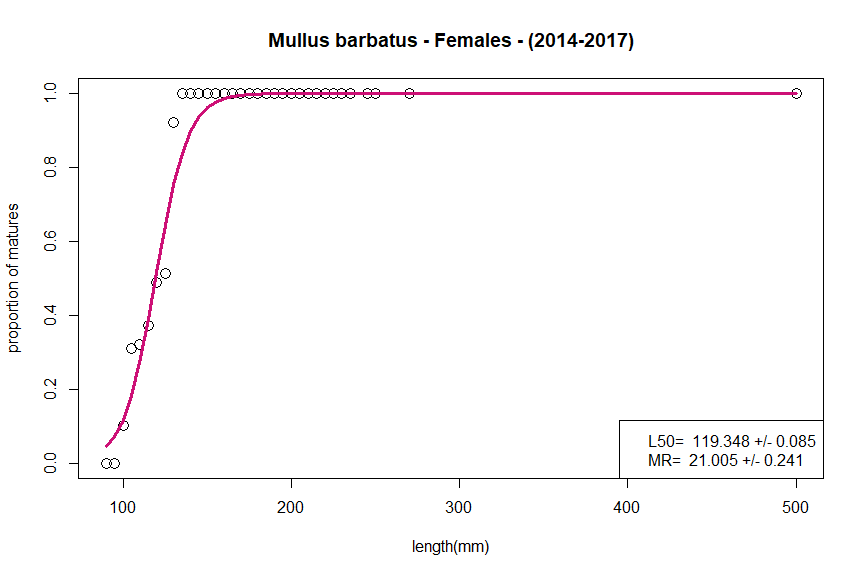 Mullus barbatus - Females - (2014-2017)
proportion of matures
1.0
0.8
0.6
0.4
0.2
0.0
L50= 119.348 +/- 0.085
MR= 21.005 +/- 0.241
100 200 300 400 500
length(mm)